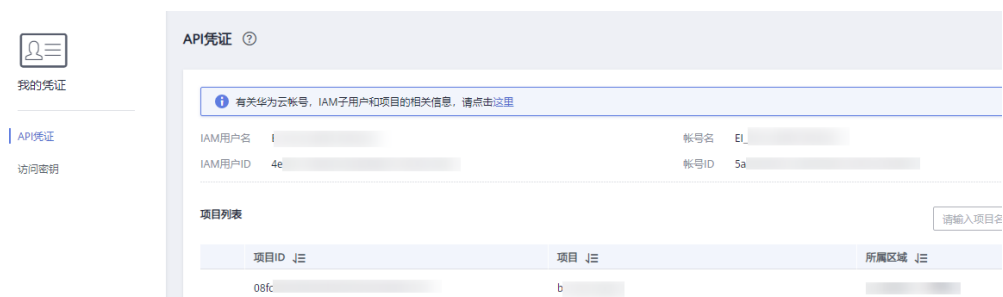 API凭证
我的凭证
API凭证
访问密钥
有关华为云帐号，IAM子用户和项目的相关信息，请点击这里
IAM用户名
帐号名 EI_
IAM用户ID 4e
帐号ID 5a
项目列表
请输入项目名
项目ID 项目 所属区域
08fc b